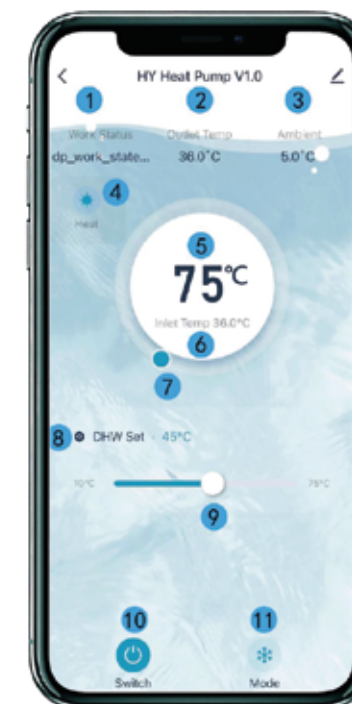 HY Heat Pump V1.0
1 2 3
Work Status Outlet Temp Ambient
dp_work_state... 36.0°C 5.0°C
4
Heat
5
75°C
Inlet Temp 36.0°C
6
7
8 DHW Set - 45°C
10°C 75°C
9
10 11
Switch Mode